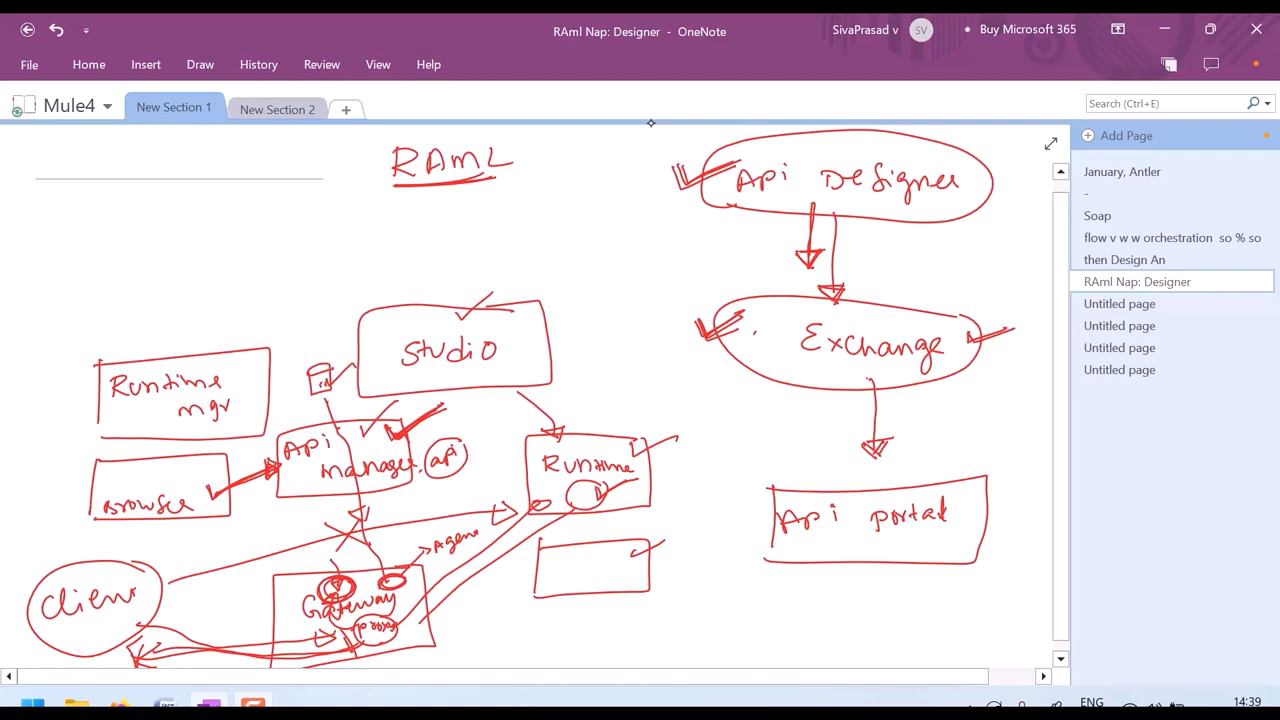 RAml Nap: Designer - OneNote
SivaPrasad v
SV
Buy Microsoft 365
File
Home
Insert
Draw
History
Review
View
Help
Mule4
New Section 1
New Section 2
+
Search (Ctrl+E)
Add Page
January, Antler
-
Soap
flow v w w orchestration so % so
then Design An
RAml Nap: Designer
Untitled page
Untitled page
Untitled page
Untitled page
RAML
Api Designer
Exchange
Api portal
Studio
Runtime
mgr
Api
manager
api
Browser
Runtime
Agent
Client
Gateway
proxy
ENG
14:39